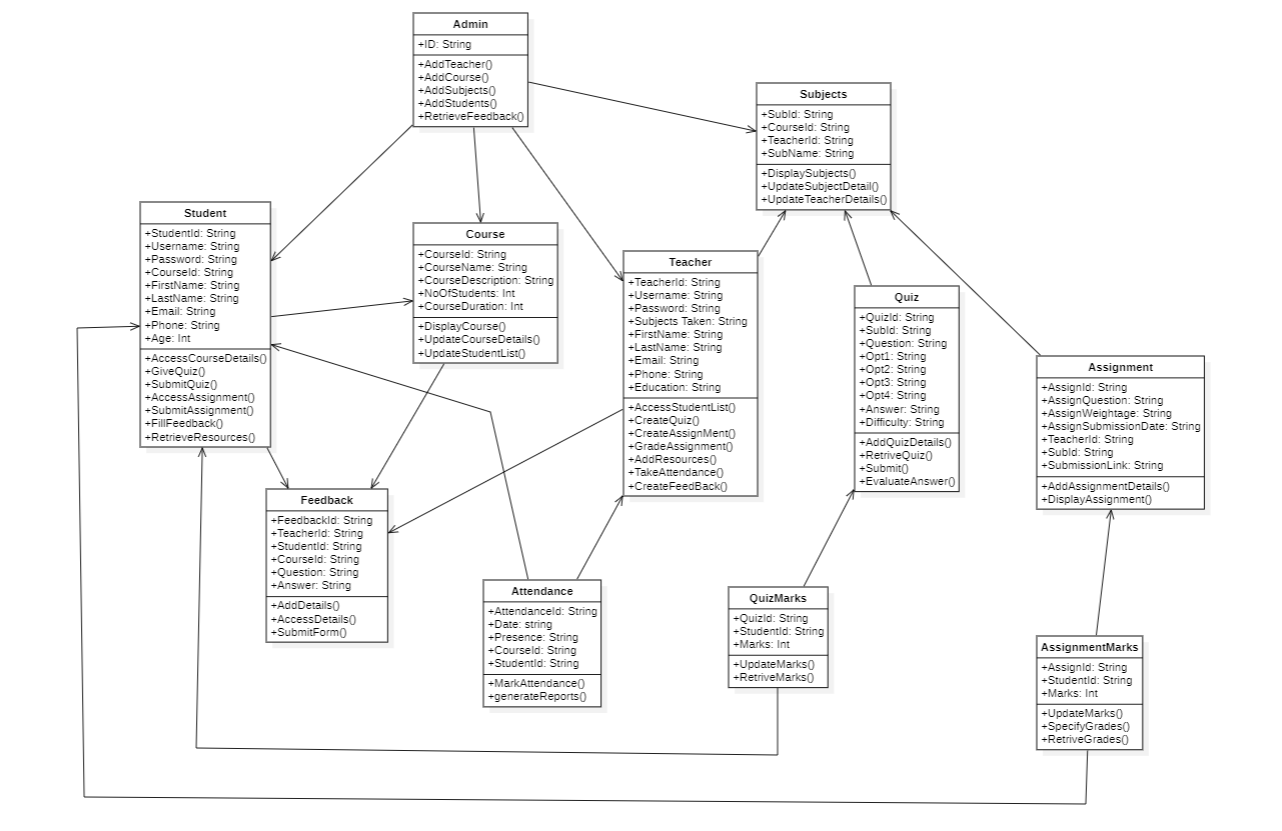 Admin
+ID: String
+AddTeacher()
+AddCourse()
+AddSubjects()
+AddStudents()
+RetrieveFeedback()
Subjects
+SubId: String
+CourseId: String
+TeacherId: String
+SubName: String
+DisplaySubjects()
+UpdateSubjectDetail()
+UpdateTeacherDetails()
Student
+StudentId: String
+Username: String
+Password: String
+CourseId: String
+FirstName: String
+LastName: String
+Email: String
+Phone: String
+Age: Int
+AccessCourseDetails()
+GiveQuiz()
+SubmitQuiz()
+AccessAssignment()
+SubmitAssignment()
+FillFeedback()
+RetrieveResources()
Course
+CourseId: String
+CourseName: String
+CourseDescription: String
+NoOfStudents: Int
+CourseDuration: Int
+DisplayCourse()
+UpdateCourseDetails()
+UpdateStudentList()
Teacher
+TeacherId: String
+Username: String
+Password: String
+Subjects Taken: String
+FirstName: String
+LastName: String
+Email: String
+Phone: String
+Education: String
+AccessStudentList()
+CreateQuiz()
+CreateAssignMent()
+GradeAssignment()
+AddResources()
+TakeAttendance()
+CreateFeedBack()
Quiz
+QuizId: String
+SubId: String
+Question: String
+Opt1: String
+Opt2: String
+Opt3: String
+Opt4: String
+Answer: String
+Difficulty: String
+AddQuizDetails()
+RetriveQuiz()
+Submit()
+EvaluateAnswer()
Assignment
+AssignId: String
+AssignQuestion: String
+AssignWeightage: String
+AssignSubmissionDate: String
+TeacherId: String
+SubId: String
+SubmissionLink: String
+AddAssignmentDetails()
+DisplayAssignment()
Feedback
+FeedbackId: String
+TeacherId: String
+StudentId: String
+CourseId: String
+Question: String
+Answer: String
+AddDetails()
+AccessDetails()
+SubmitForm()
Attendance
+AttendanceId: String
+Date: string
+Presence: String
+CourseId: String
+StudentId: String
+MarkAttendance()
+generateReports()
QuizMarks
+QuizId: String
+StudentId: String
+Marks: Int
+UpdateMarks()
+RetriveMarks()
AssignmentMarks
+AssignId: String
+StudentId: String
+Marks: Int
+UpdateMarks()
+SpecifyGrades()
+RetriveGrades()